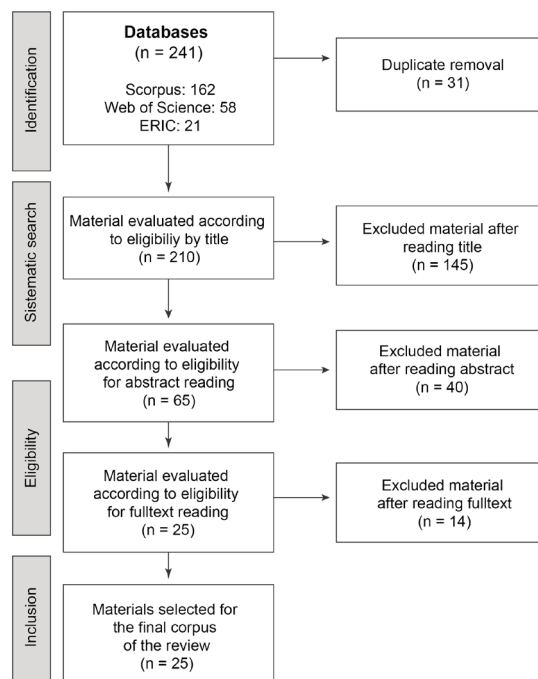 Identification
Databases
(n = 241)
Scorpus: 162
Web of Science: 58
ERIC: 21
Duplicate removal
(n = 31)
Sistematic search
Material evaluated according
to eligibiliy by title
(n = 210)
Excluded material after
reading title
(n = 145)
Material evaluated
according to eligibility
for abstract reading
(n = 65)
Excluded material
after reading abstract
(n = 40)
Eligibility
Material evaluated
according to eligibility
for fulltext reading
(n = 25)
Excluded material
after reading fulltext
(n = 14)
Inclusion
Materials selected for
the final corpus
of the review
(n = 25)